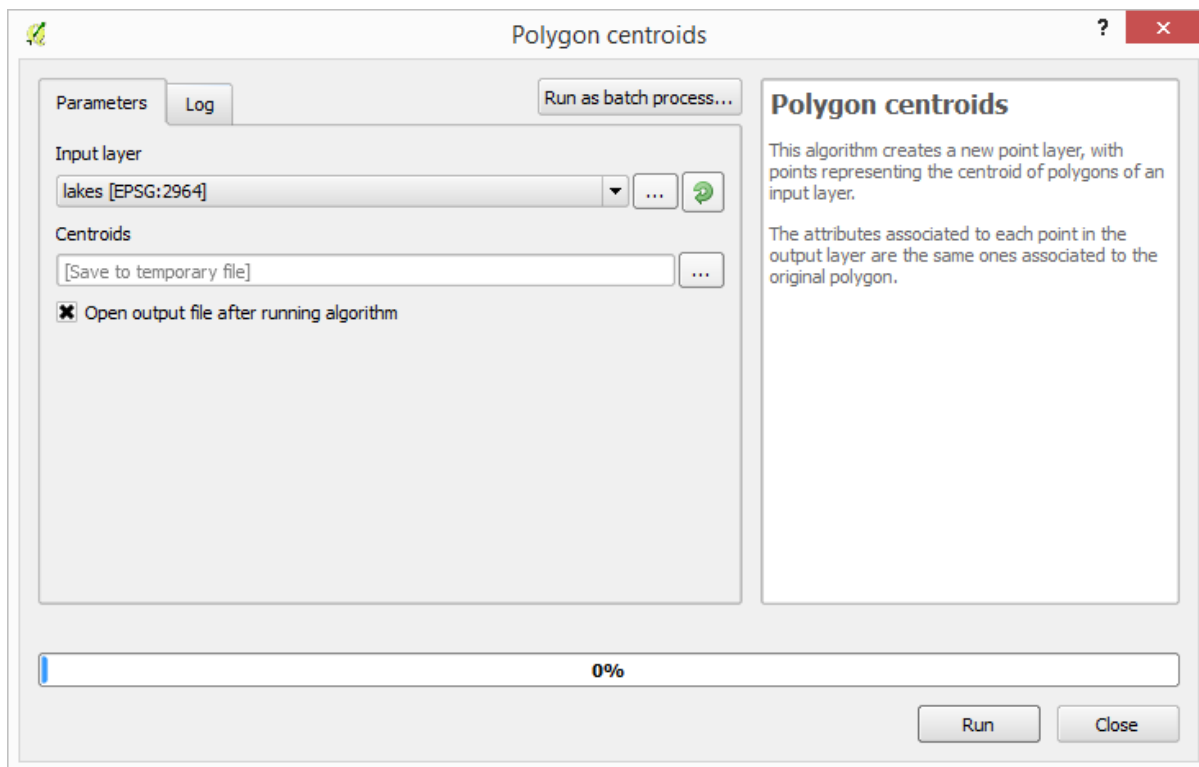 Polygon centroids
?
Parameters
Log
Run as batch process...
Input layer
lakes [EPSG:2964]
...
Centroids
[Save to temporary file]
...
Open output file after running algorithm
Polygon centroids
This algorithm creates a new point layer, with
points representing the centroid of polygons of an
input layer.
The attributes associated to each point in the
output layer are the same ones associated to the
original polygon.
0%
Run
Close